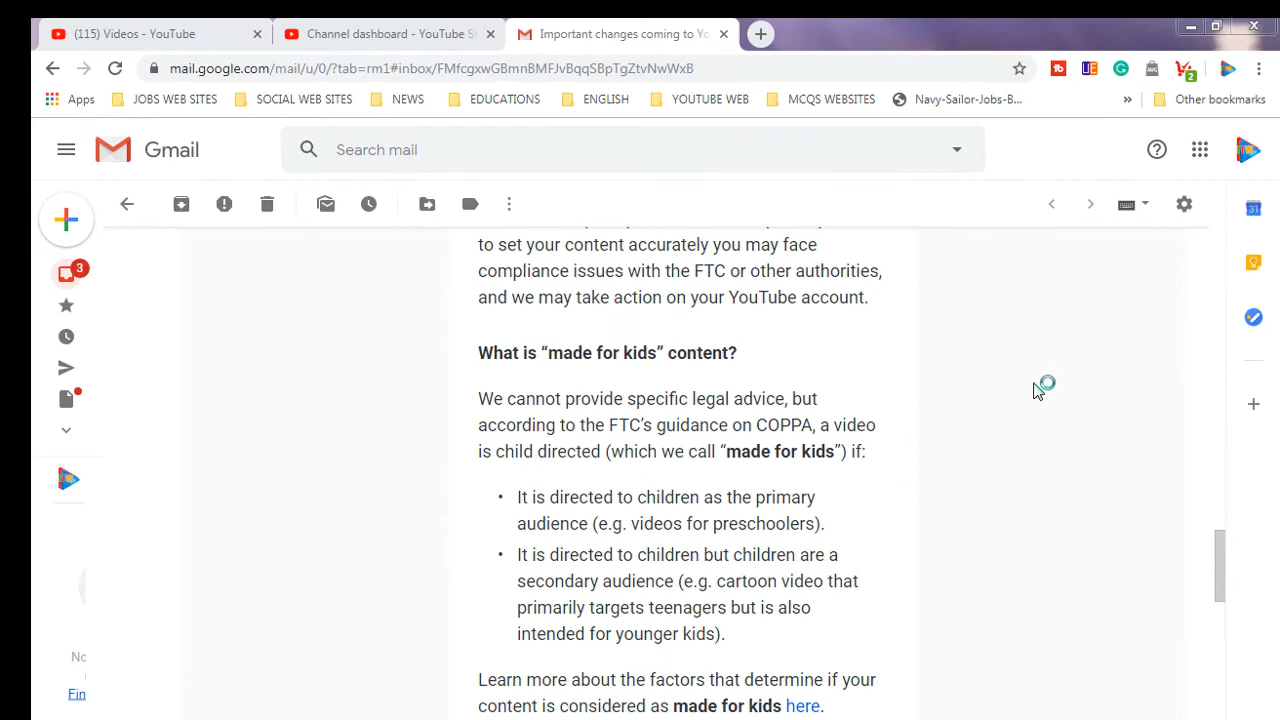 (115) Videos - YouTube
Channel dashboard - YouTube St
Important changes coming to Yo
mail.google.com/mail/u/0/?tab=rm1#inbox/FMfcgxwGBmnBMFJvBqqSBpTgZtvNwWxB
Apps JOBS WEB SITES SOCIAL WEB SITES NEWS EDUCATIONS ENGLISH YOUTUBE WEB MCQS WEBSITES Navy-Sailor-Jobs-B... » Other bookmarks
Gmail
Search mail
3
to set your content accurately you may face
compliance issues with the FTC or other authorities,
and we may take action on your YouTube account.
What is “made for kids” content?
We cannot provide specific legal advice, but
according to the FTC’s guidance on COPPA, a video
is child directed (which we call “made for kids”) if:
• It is directed to children as the primary
audience (e.g. videos for preschoolers).
• It is directed to children but children are a
secondary audience (e.g. cartoon video that
primarily targets teenagers but is also
intended for younger kids).
Learn more about the factors that determine if your
content is considered as made for kids here.
No
Fin
31
2